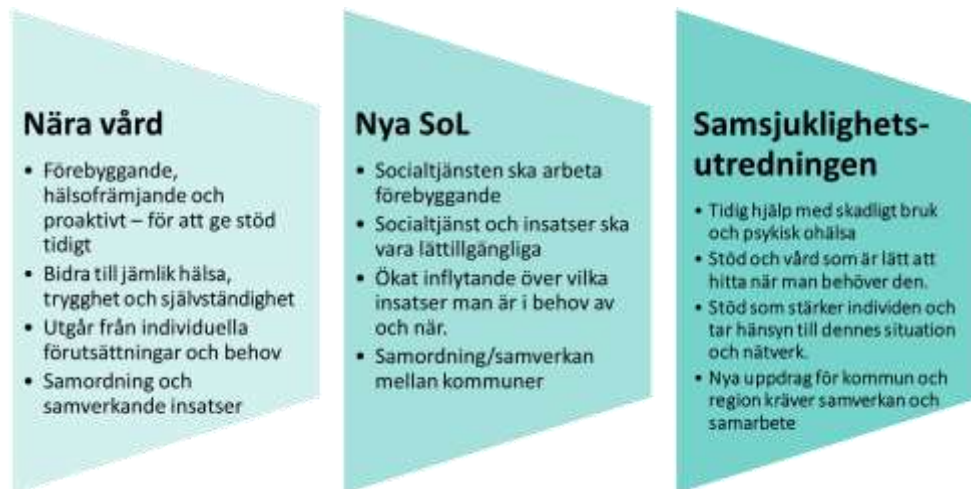 Nära vård
• Förebyggande,
hälsofrämjande och
proaktivt – för att ge stöd
tidigt
• Bidra till jämlik hälsa,
trygghet och självständighet
• Utgår från individuella
förutsättningar och behov
• Samordning och
samverkande insatser
Nya SoL
• Socialtjänsten ska arbeta
förebyggande
• Socialtjänst och insatser ska
vara lättillgängliga
• Ökat inflytande över vilka
insatser man är i behov av
och när.
• Samordning/samverkan
mellan kommuner
Samsjuklighets-
utredningen
• Tidig hjälp med skadligt bruk
och psykisk ohälsa
• Stöd och vård som är lätt att
hitta när man behöver den.
• Stöd som stärker individen och
tar hänsyn till dennes situation
och nätverk.
• Nya uppdrag för kommun och
region kräver samverkan och
samarbete